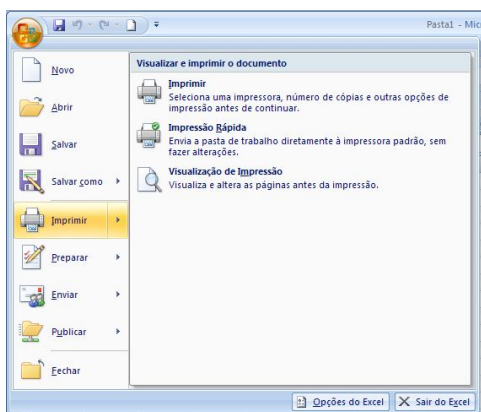 Pasta1 - Mic
Novo
Abrir
Salvar
Salvar como
Imprimir
Preparar
Enviar
Publicar
Fechar
Visualizar e imprimir o documento
Imprimir
Seleciona uma impressora, número de cópias e outras opções de
impressão antes de continuar.
Impressão Rápida
Envia a pasta de trabalho diretamente à impressora padrão, sem
fazer alterações.
Visualização de Impressão
Visualiza e altera as páginas antes da impressão.
Opções do Excel
Sair do Excel